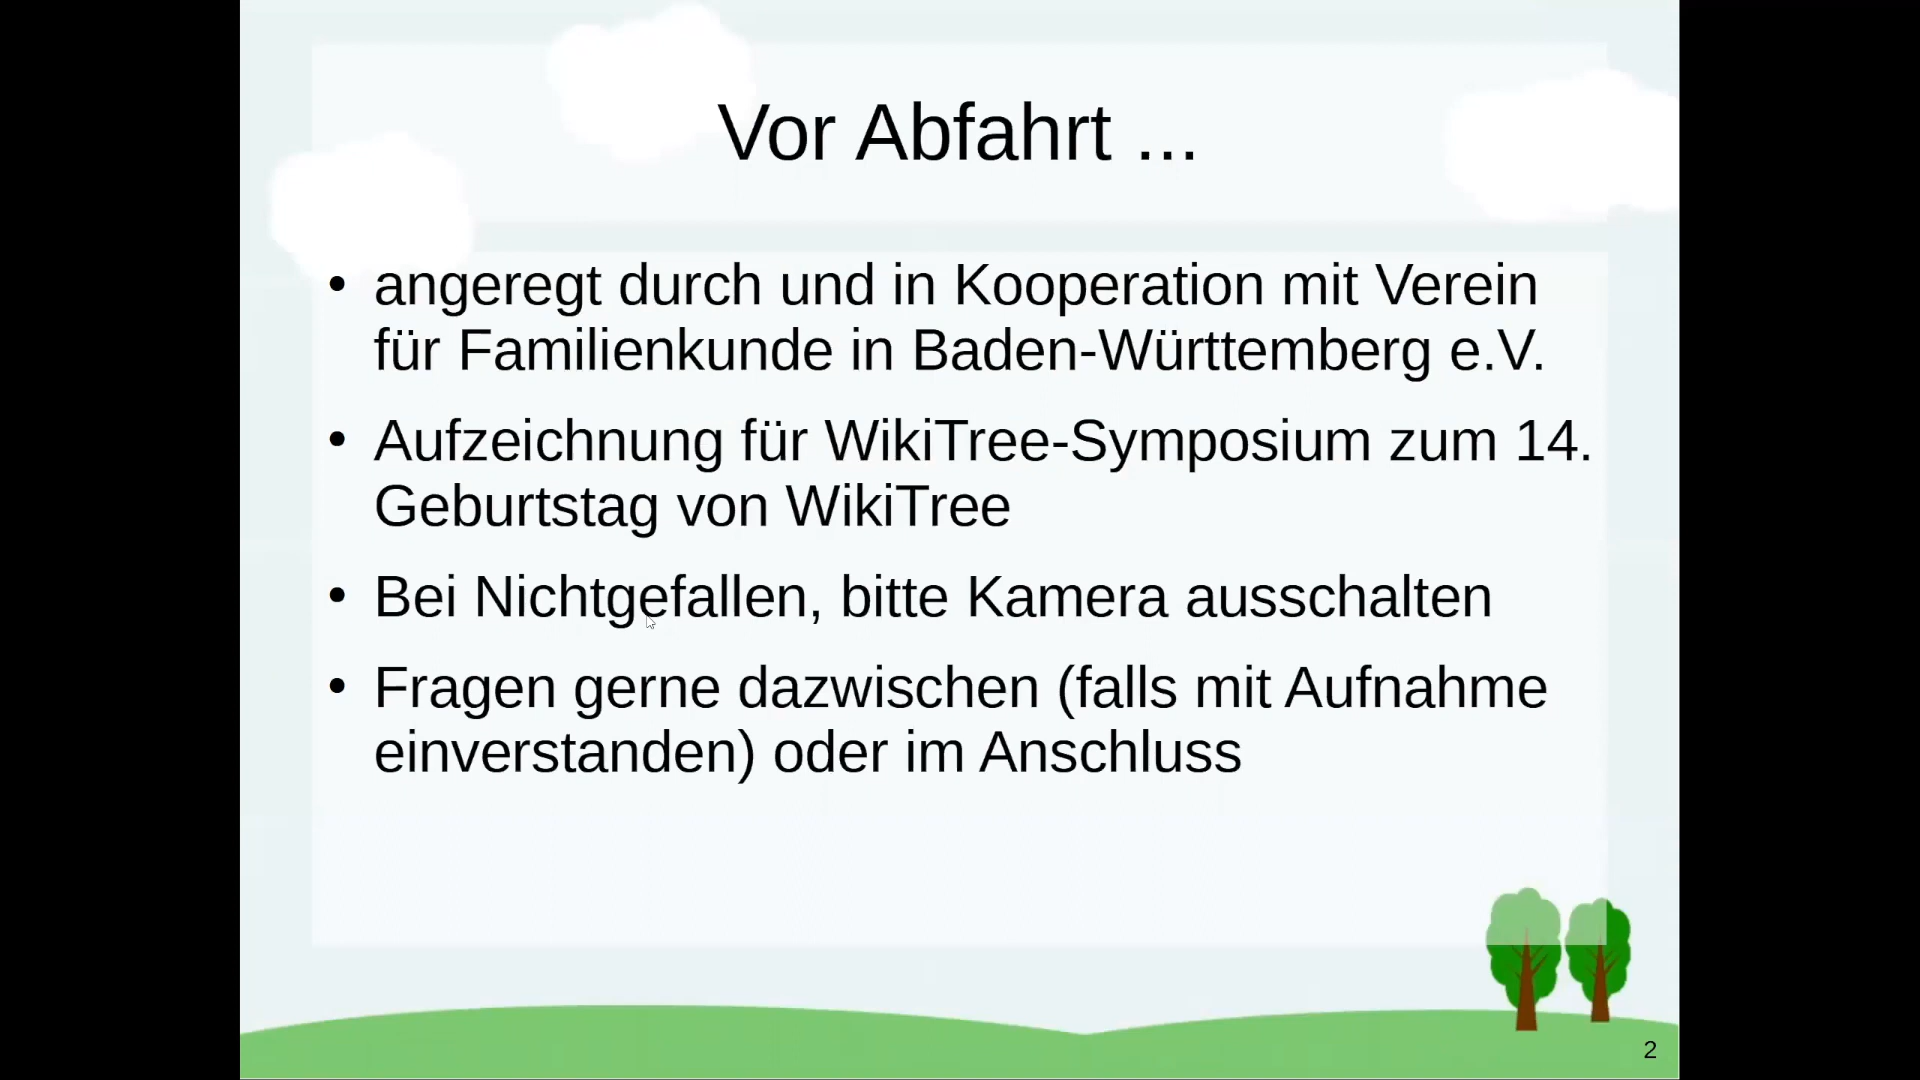 Vor Abfahrt ...
• angeregt durch und in Kooperation mit Verein
für Familienkunde in Baden-Württemberg e.V.
• Aufzeichnung für WikiTree-Symposium zum 14.
Geburtstag von WikiTree
• Bei Nichtgefallen, bitte Kamera ausschalten
• Fragen gerne dazwischen (falls mit Aufnahme
einverstanden) oder im Anschluss
2